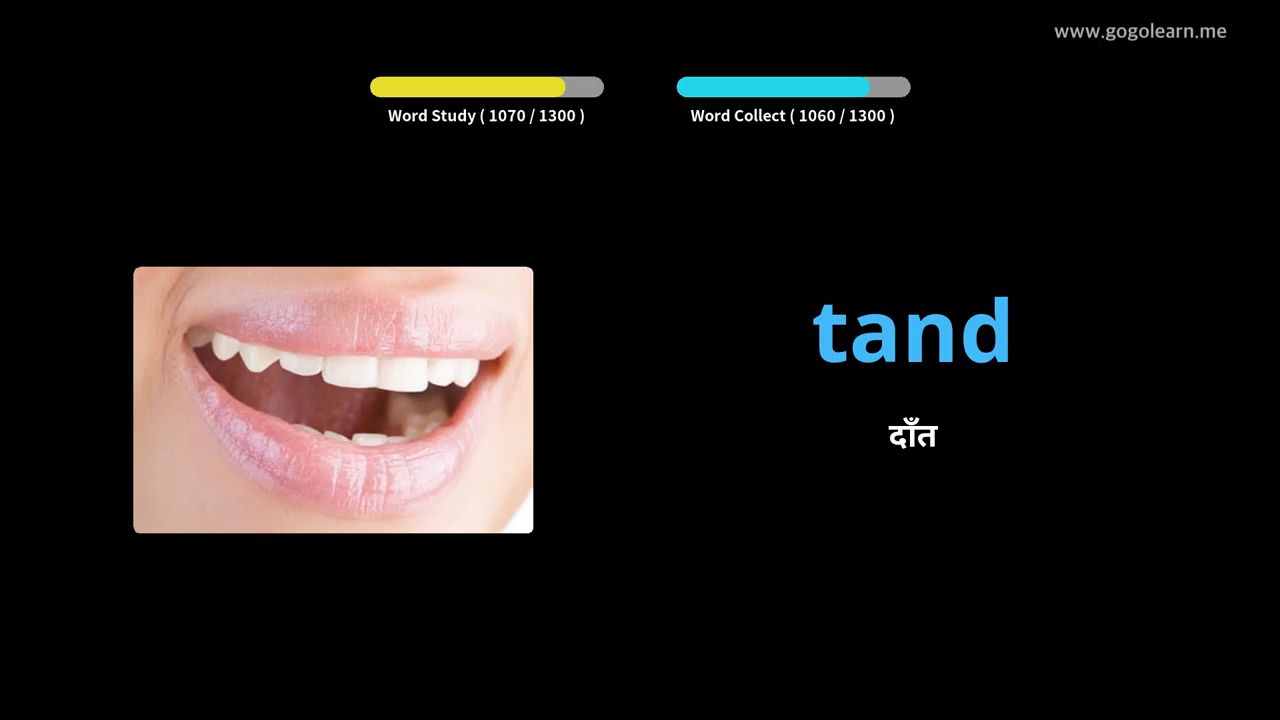 www.gogolearn.me
Word Study ( 1070 / 1300 )
Word Collect ( 1060 / 1300 )
tand
दाँत